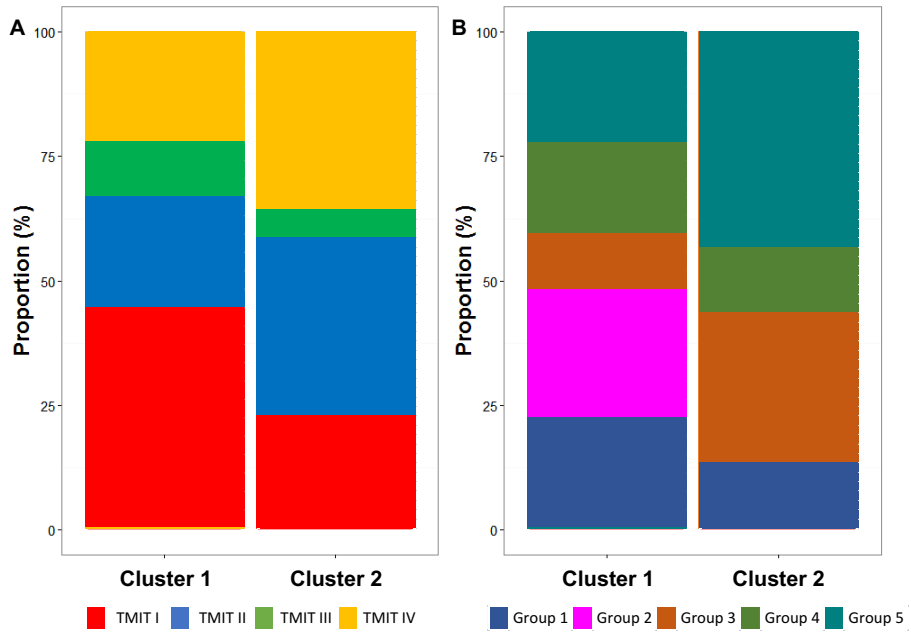 A
Proportion (%)
100
75
50
25
0
Cluster 1 Cluster 2
TMIT I TMIT II TMIT III TMIT IV
B
Proportion (%)
100
75
50
25
0
Cluster 1 Cluster 2
Group 1 Group 2 Group 3 Group 4 Group 5